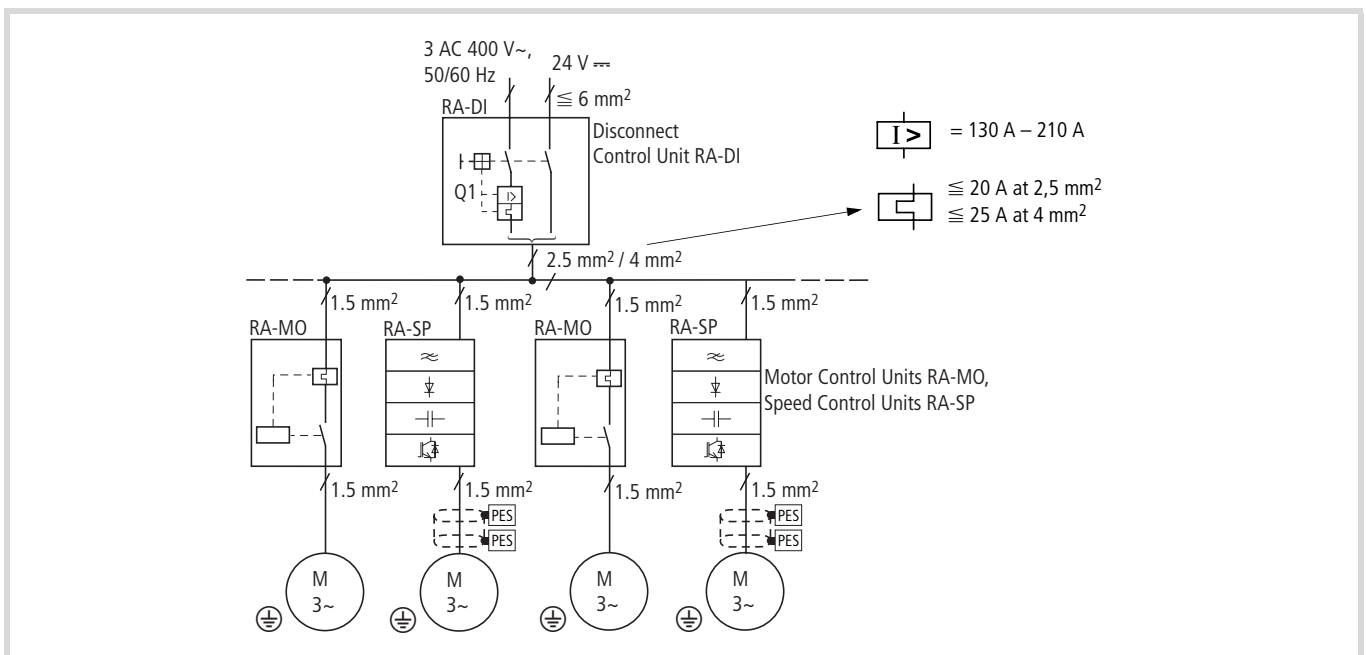 3 AC 400 V~,
50/60 Hz
24 V ⎓
≦ 6 mm²
RA-DI
Disconnect
Control Unit RA-DI
Q1
I>
I > = 130 A – 210 A
≦ 20 A at 2,5 mm²
≦ 25 A at 4 mm²
2.5 mm² / 4 mm²
1.5 mm²
1.5 mm²
1.5 mm²
1.5 mm²
RA-MO
RA-SP
RA-MO
RA-SP
Motor Control Units RA-MO,
Speed Control Units RA-SP
1.5 mm²
1.5 mm²
1.5 mm²
1.5 mm²
PES
PES
PES
PES
M
3~
M
3~
M
3~
M
3~